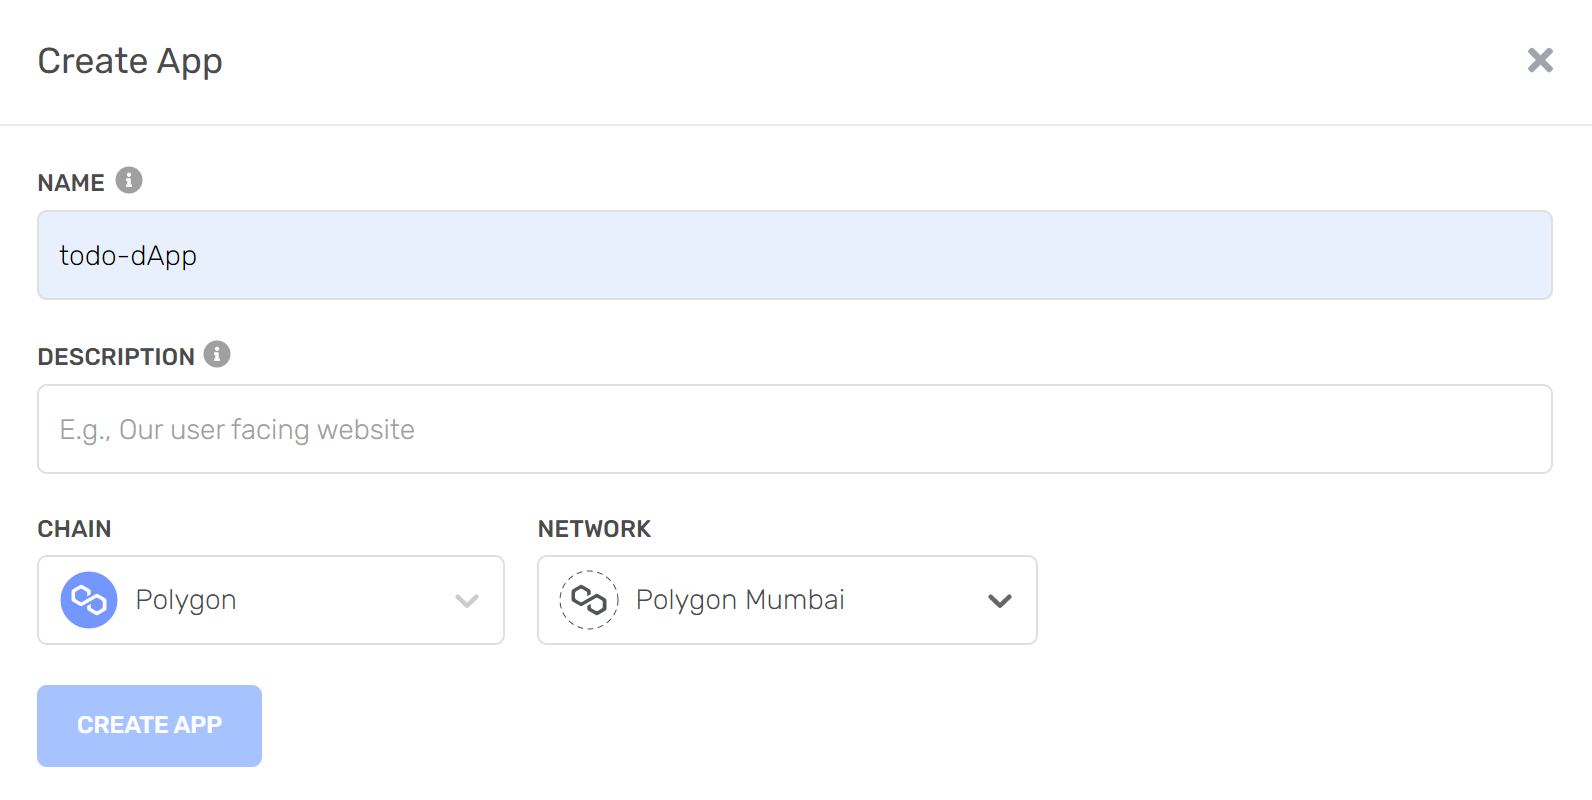 Create App
NAME
todo-dApp
DESCRIPTION
E.g., Our user facing website
CHAIN
NETWORK
Polygon
Polygon Mumbai
CREATE APP